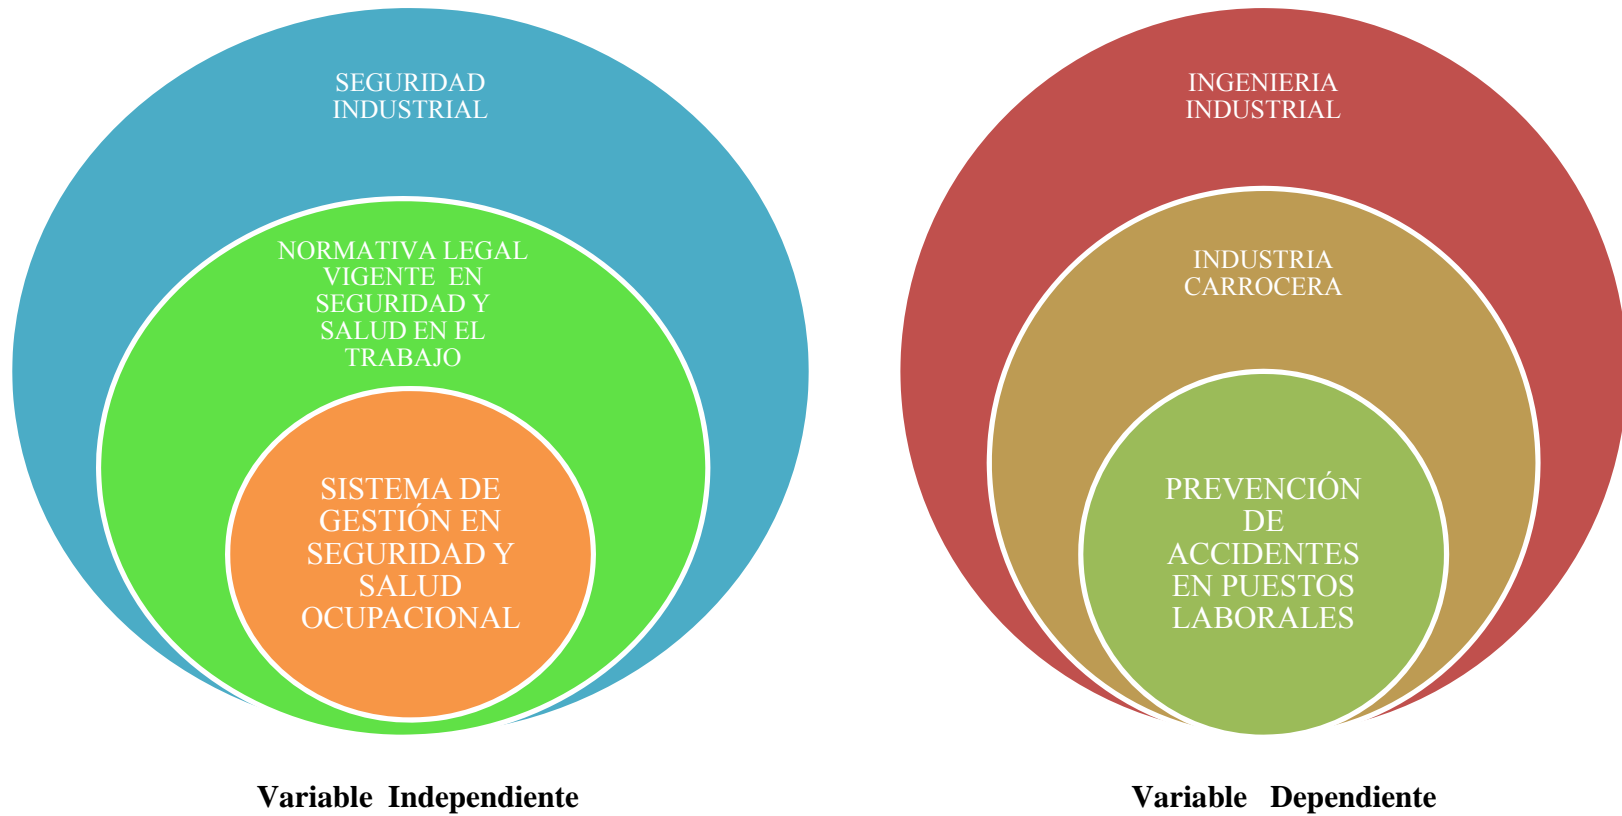 SEGURIDAD
INDUSTRIAL
NORMATIVA LEGAL
VIGENTE EN
SEGURIDAD Y
SALUD EN EL
TRABAJO
SISTEMA DE
GESTIÓN EN
SEGURIDAD Y
SALUD
OCUPACIONAL
Variable Independiente
INGENIERIA
INDUSTRIAL
INDUSTRIA
CARROCERA
PREVENCIÓN
DE
ACCIDENTES
EN PUESTOS
LABORALES
Variable Dependiente